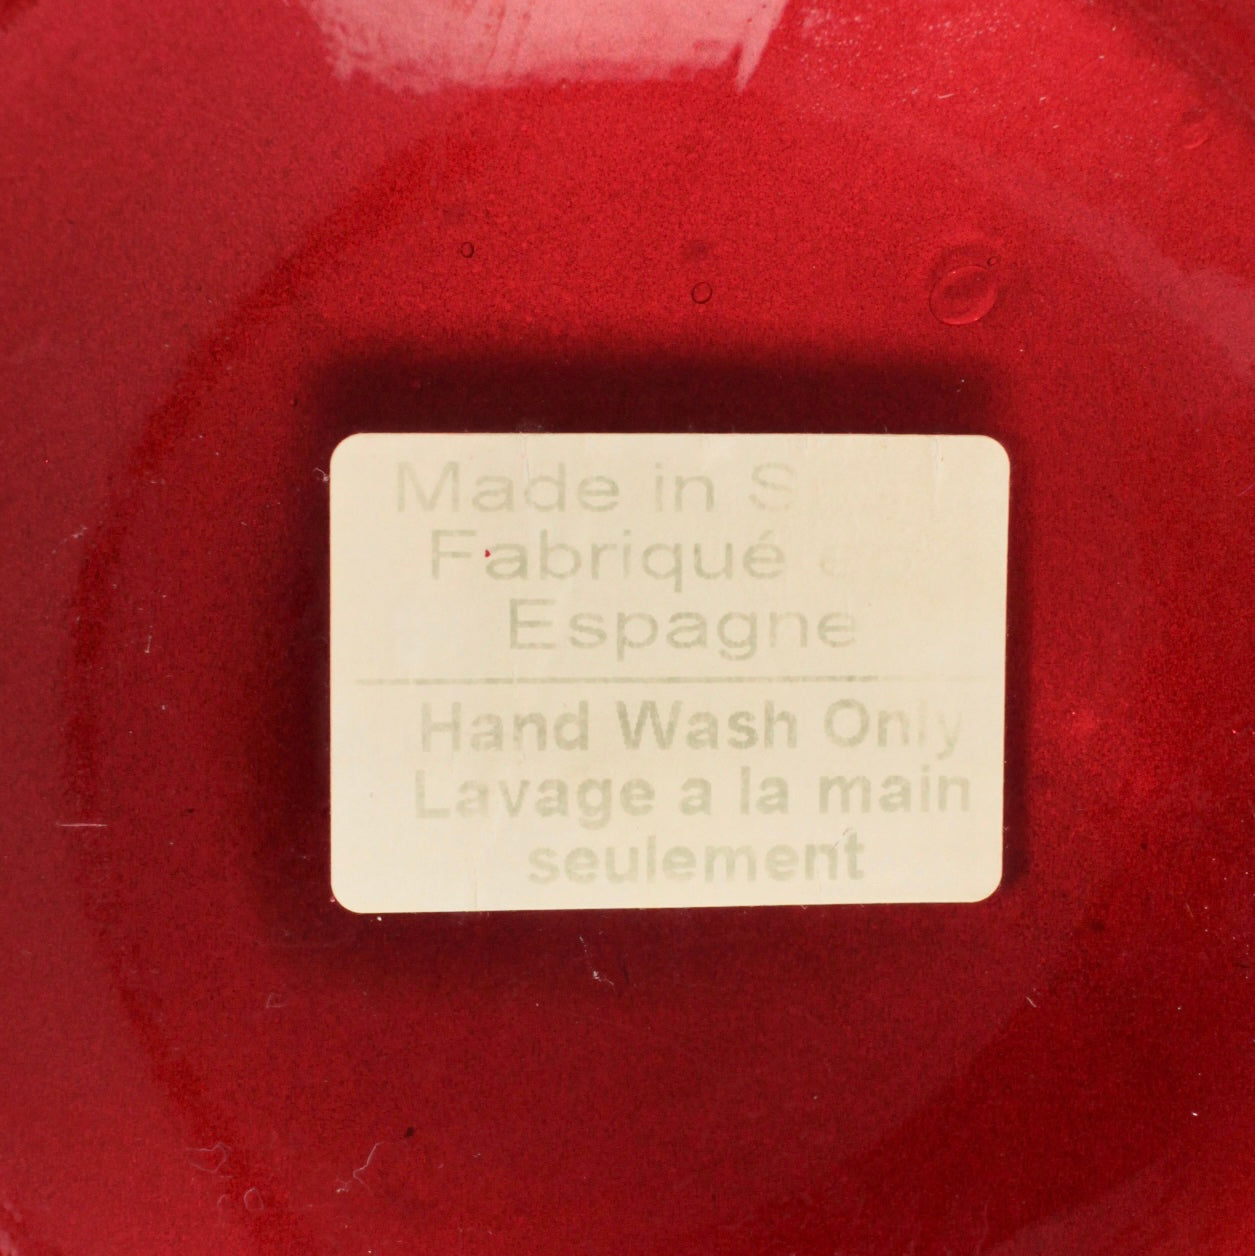 Made in S
Fabriqué e
Espagne
Hand Wash Only
Lavage a la main
seulement